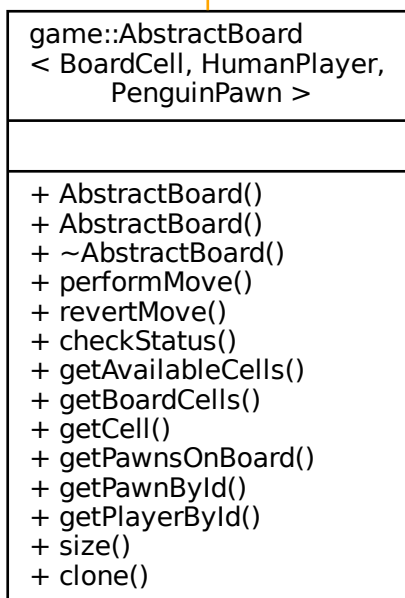 game::AbstractBoard
< BoardCell, HumanPlayer,
PenguinPawn >
+ AbstractBoard()
+ AbstractBoard()
+ ~AbstractBoard()
+ performMove()
+ revertMove()
+ checkStatus()
+ getAvailableCells()
+ getBoardCells()
+ getCell()
+ getPawnsOnBoard()
+ getPawnById()
+ getPlayerById()
+ size()
+ clone()